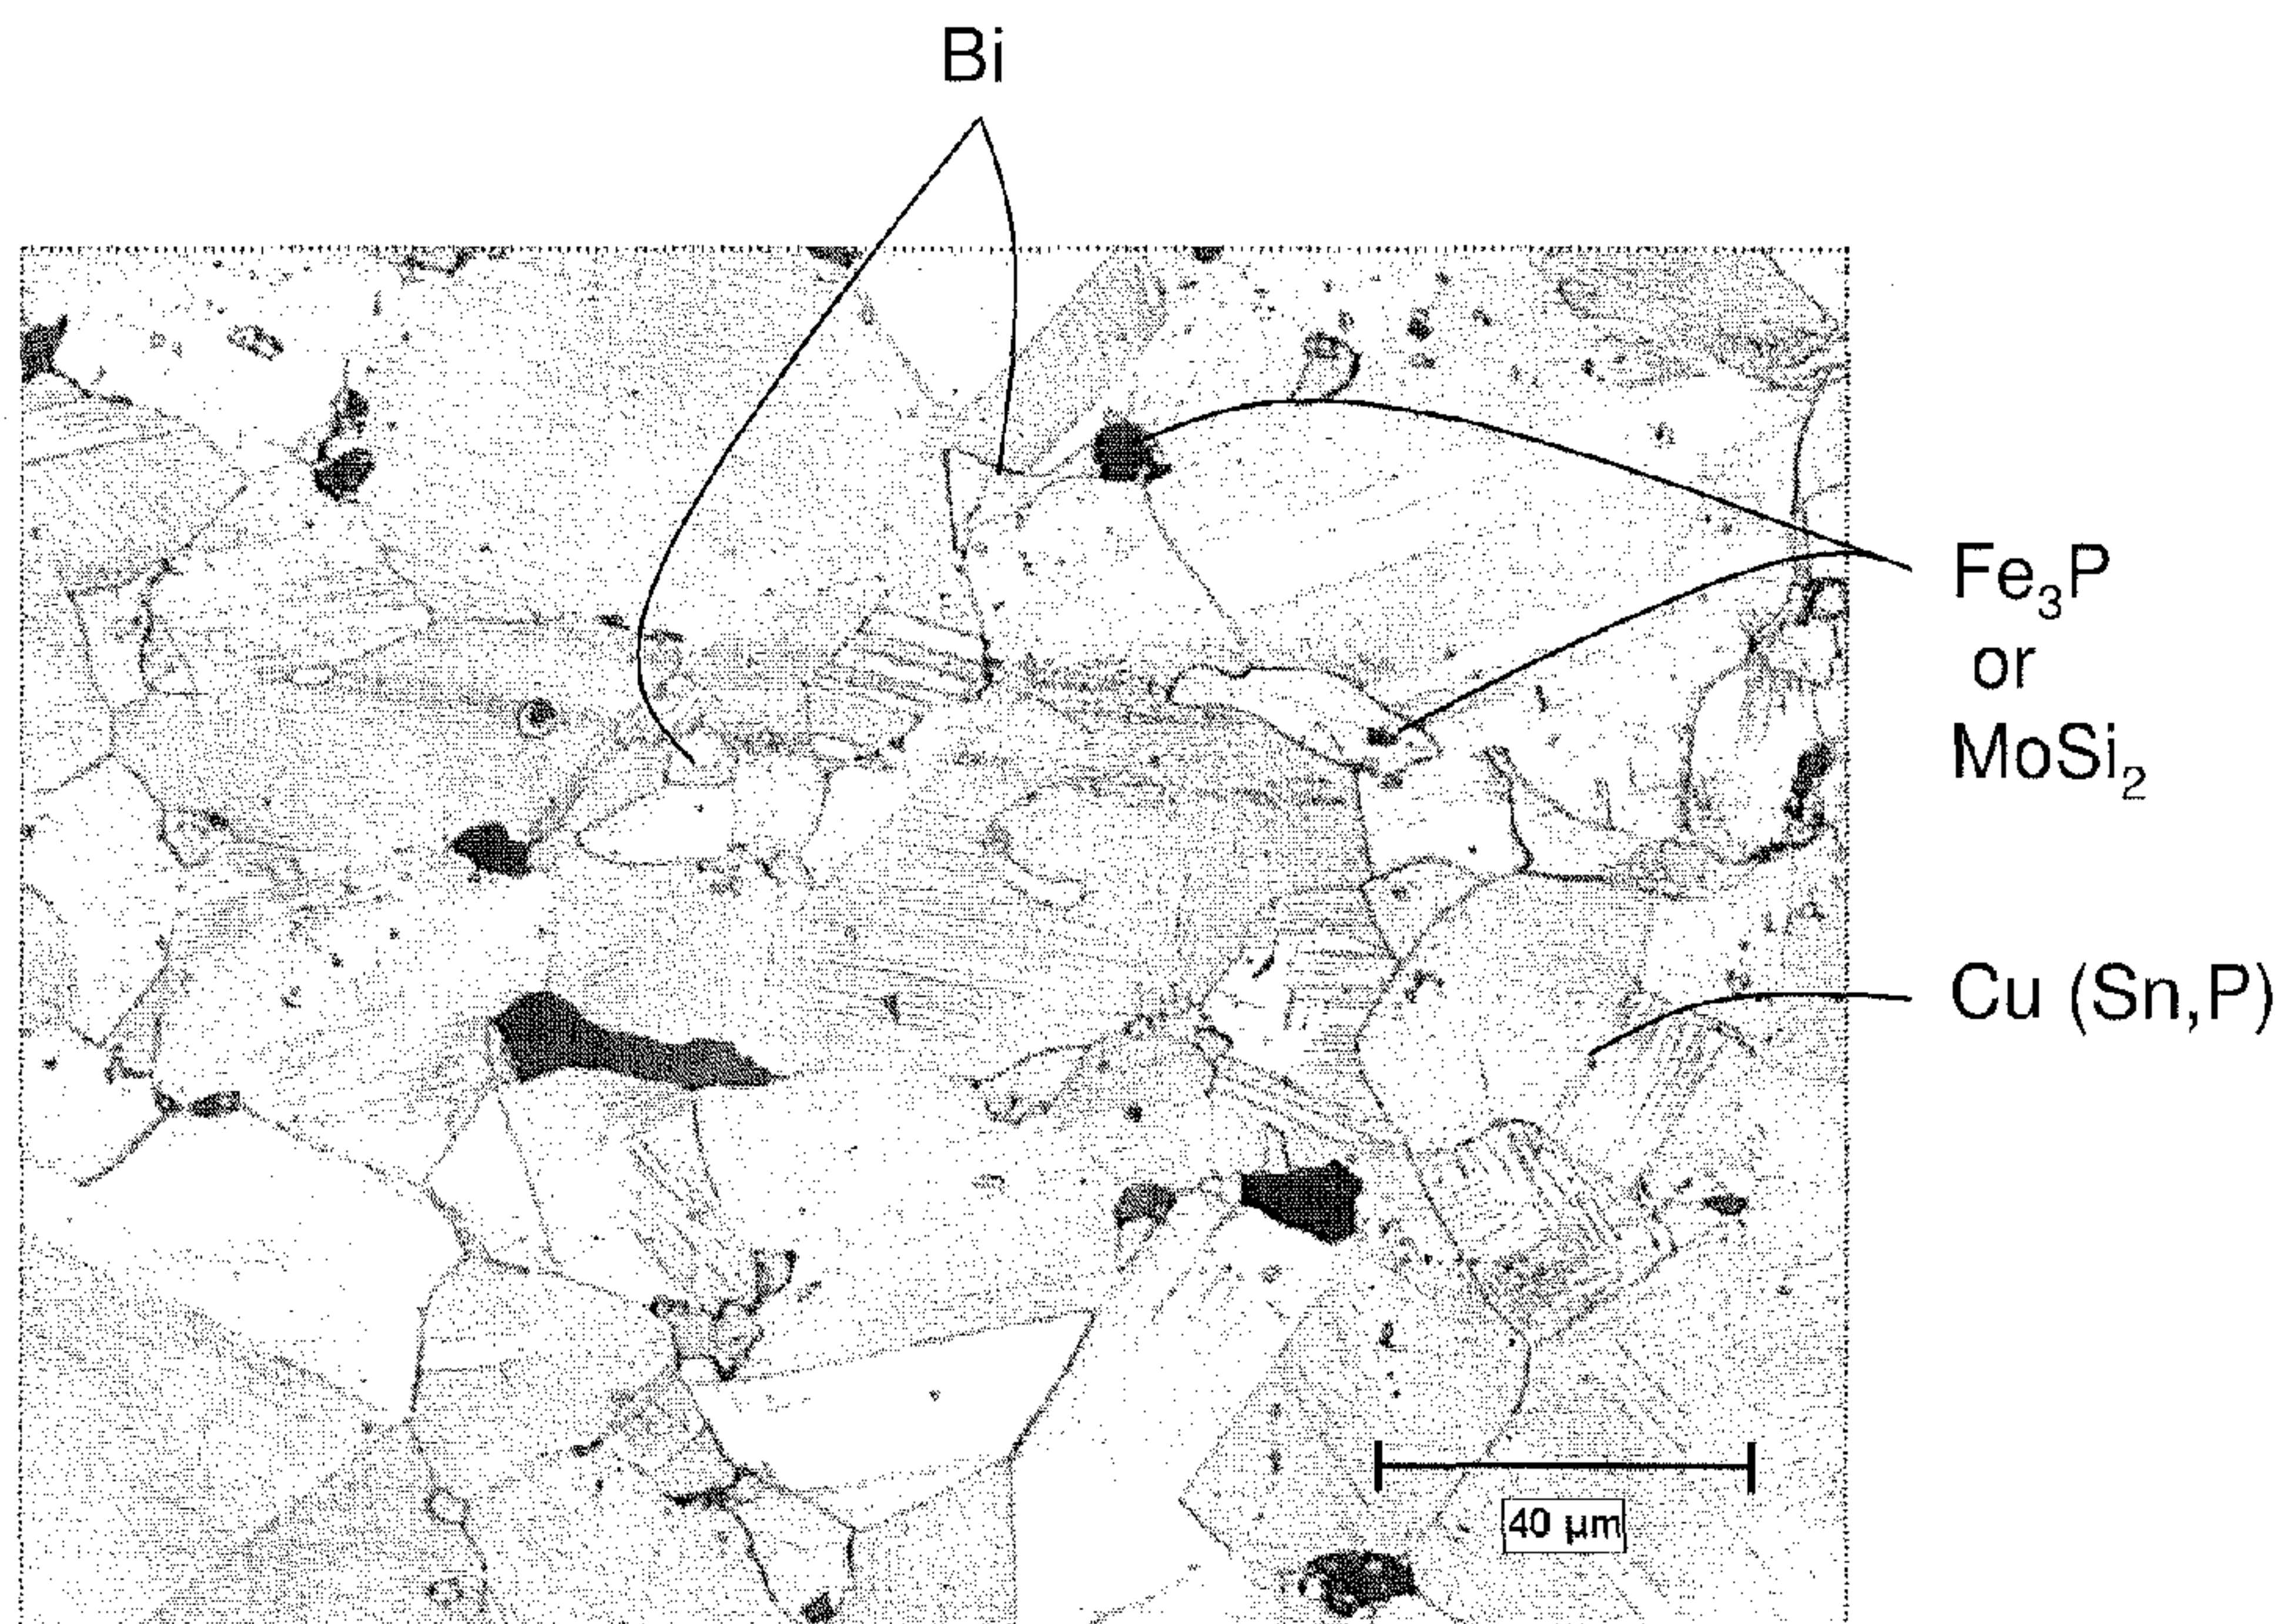 Bi
Fe₃P
or
MoSi₂
Cu (Sn,P)
40 µm